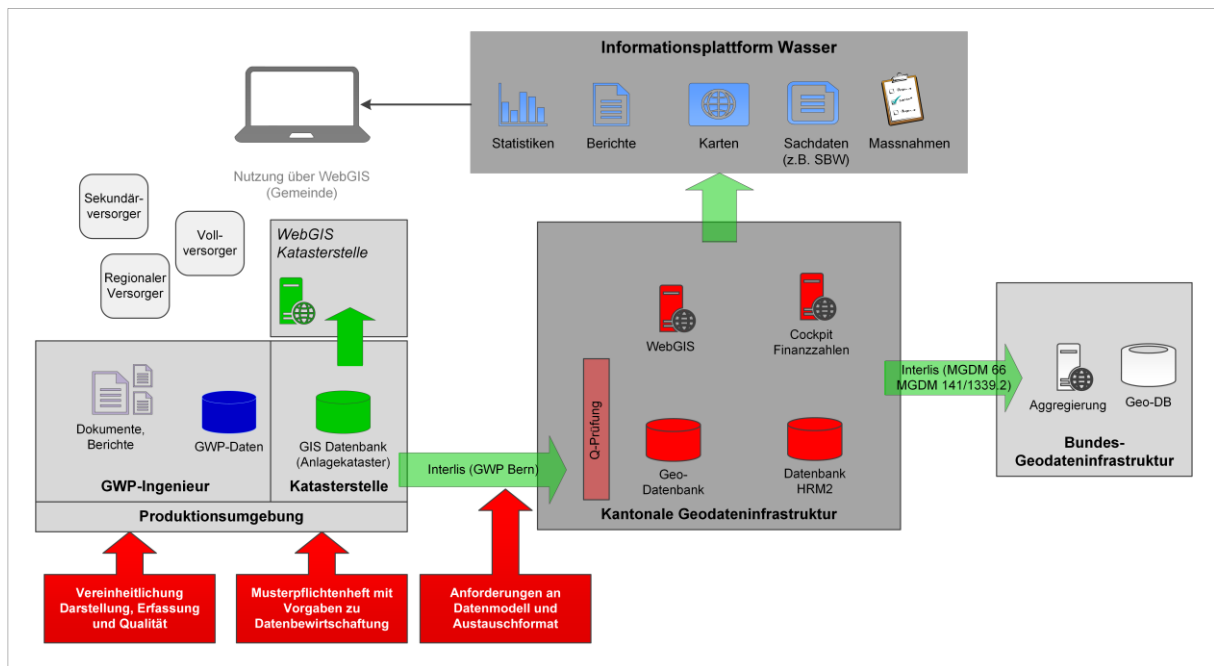 Informationsplattform Wasser
Statistiken
Berichte
Karten
Sachdaten
(z.B. SBW)
Massnahmen
Nutzung über WebGIS
(Gemeinde)
Sekundär-
versorger
Voll-
versorger
Regionaler
Versorger
WebGIS
Katasterstelle
Dokumente,
Berichte
GWP-Daten
GWP-Ingenieur
GIS Datenbank
(Anlagekataster)
Katasterstelle
Produktionsumgebung
Interlis (GWP Bern)
Q-Prüfung
WebGIS
Cockpit
Finanzzahlen
Geo-
Datenbank
Datenbank
HRM2
Kantonale Geodateninfrastruktur
Interlis (MGDM 66
MGDM 141/1339.2)
Aggregierung
Geo-DB
Bundes-
Geodateninfrastruktur
Vereinheitlichung
Darstellung, Erfassung
und Qualität
Musterpflichtenheft mit
Vorgaben zu
Datenbewirtschaftung
Anforderungen an
Datenmodell und
Austauschformat